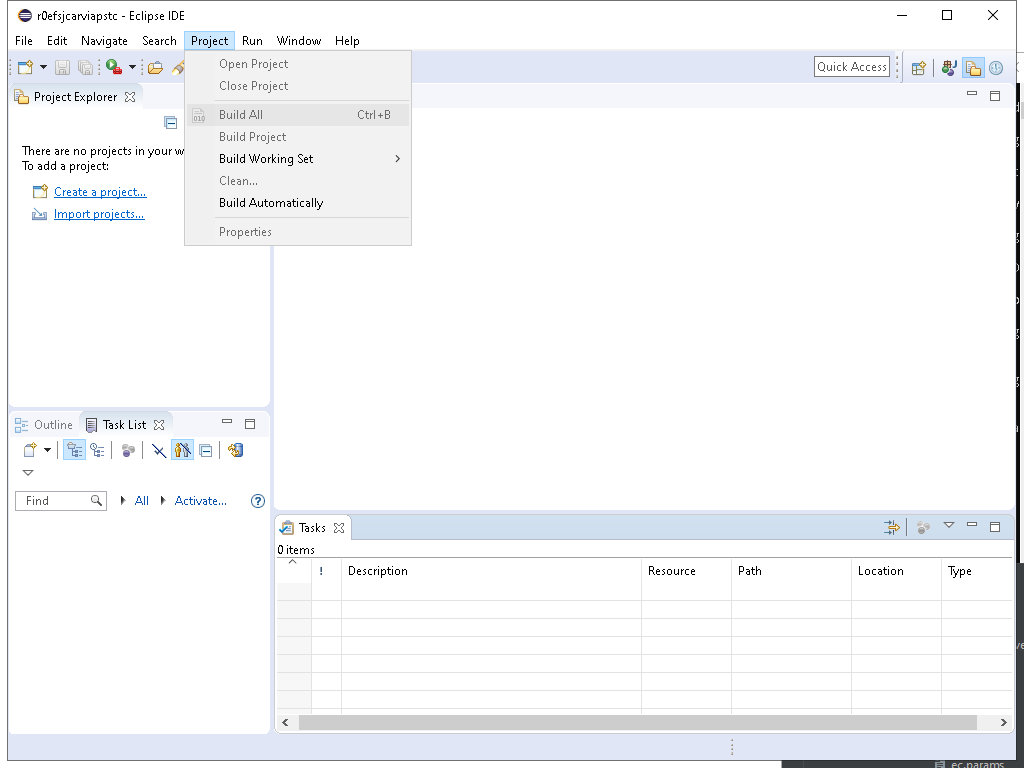 r0efsjcarviapstc - Eclipse IDE
File Edit Navigate Search Project Run Window Help
Quick Access
Open Project
Close Project
Build All Ctrl+B
Build Project
Build Working Set
Clean...
Build Automatically
Properties
Project Explorer
There are no projects in your w
To add a project:
Create a project...
Import projects...
Outline Task List
Find All Activate...
Tasks
0 items
! Description Resource Path Location Type
ec.params